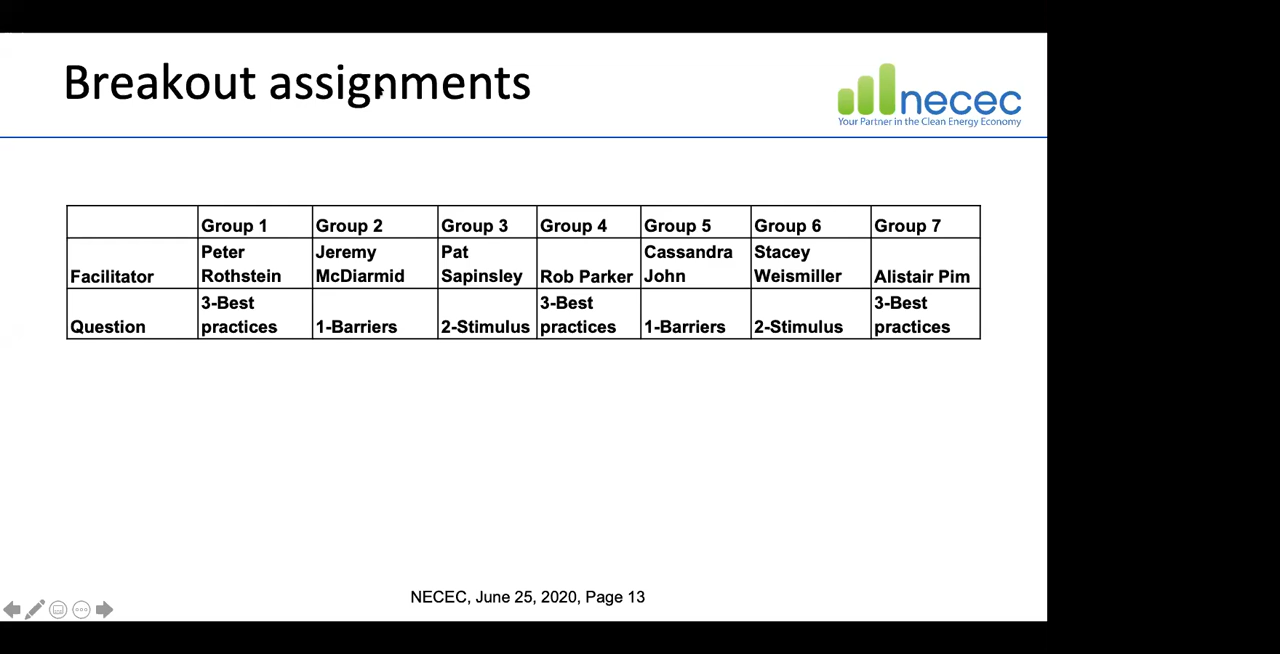 Breakout assignments
necec
Your Partner in the Clean Energy Economy
Group 1 Group 2 Group 3 Group 4 Group 5 Group 6 Group 7
Peter Jeremy Pat Cassandra Stacey
Facilitator Rothstein McDiarmid Sapinsley Rob Parker John Weismiller Alistair Pim
3-Best 3-Best 3-Best
Question practices 1-Barriers 2-Stimulus practices 1-Barriers 2-Stimulus practices
NECEC, June 25, 2020, Page 13